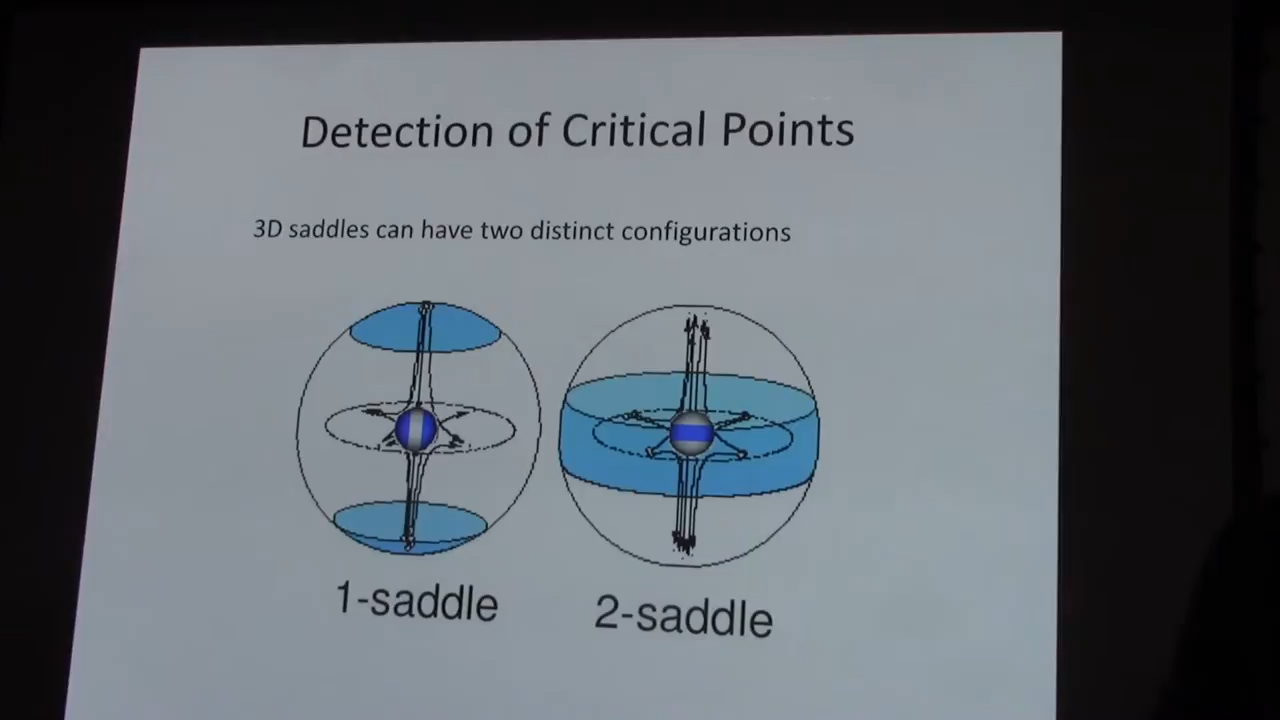 Detection of Critical Points
3D saddles can have two distinct configurations
1-saddle
2-saddle